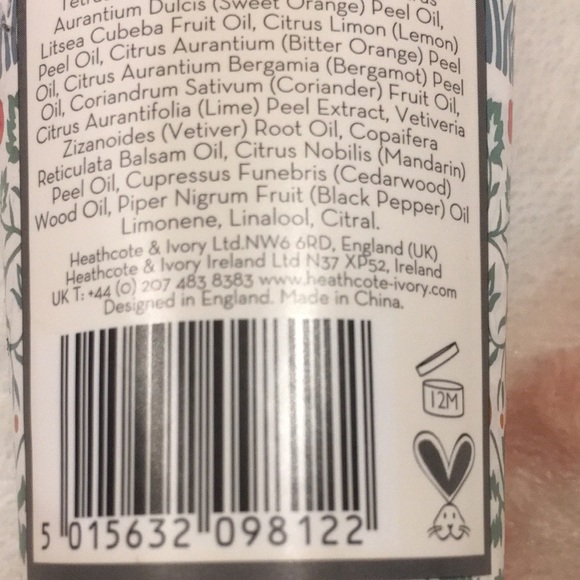 Aurantium Dulcis (Sweet Orange) Peel Oil,
Litsea Cubeba Fruit Oil, Citrus Limon (Lemon)
Peel Oil, Citrus Aurantium (Bitter Orange) Peel
Oil, Citrus Aurantium Bergamia (Bergamot) Peel
Oil, Coriandrum Sativum (Coriander) Fruit Oil,
Citrus Aurantifolia (Lime) Peel Extract, Vetiveria
Zizanoides (Vetiver) Root Oil, Copaifera
Reticulata Balsam Oil, Citrus Nobilis (Mandarin)
Peel Oil, Cupressus Funebris (Cedarwood)
Wood Oil, Piper Nigrum Fruit (Black Pepper) Oil
Limonene, Linalool, Citral.
Heathcote & Ivory Ltd.NW6 6RD, England (UK)
Heathcote & Ivory Ireland Ltd N37 XP52, Ireland
UK T: +44 (0) 207 483 8383 www.heathcote-ivory.com
Designed in England. Made in China.
12M
5 015632 098122